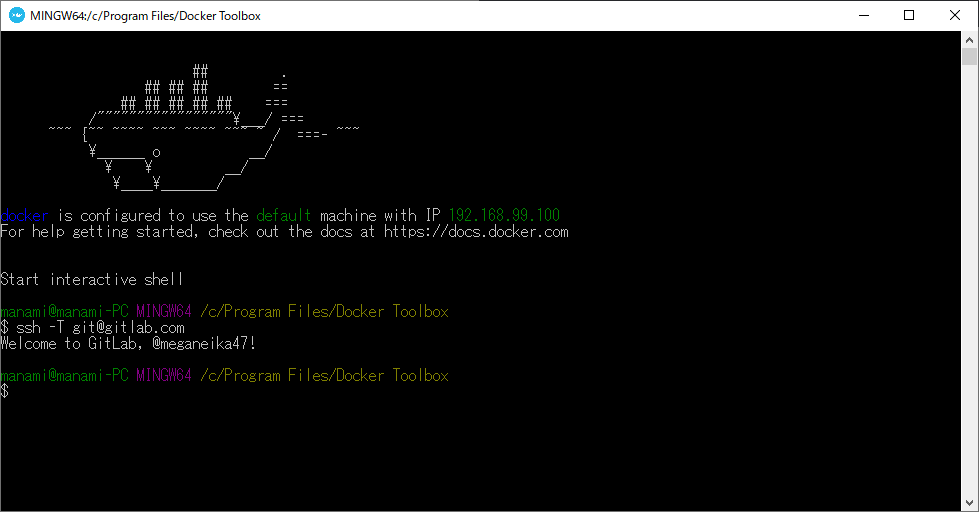 MINGW64:/c/Program Files/Docker Toolbox
                        ##         .
                  ## ## ##        ==
               ## ## ## ## ##    ===
           /"""""""""""""""""¥___/ ===
      ~~~ {~~ ~~~~ ~~~ ~~~~ ~~~ ~ /  ===- ~~~
           ¥______ o           __/
             ¥    ¥         __/
              ¥____¥_______/
docker is configured to use the default machine with IP 192.168.99.100
For help getting started, check out the docs at https://docs.docker.com
Start interactive shell
manami@manami-PC MINGW64 /c/Program Files/Docker Toolbox
$ ssh -T git@gitlab.com
Welcome to GitLab, @meganeika47!
manami@manami-PC MINGW64 /c/Program Files/Docker Toolbox
$